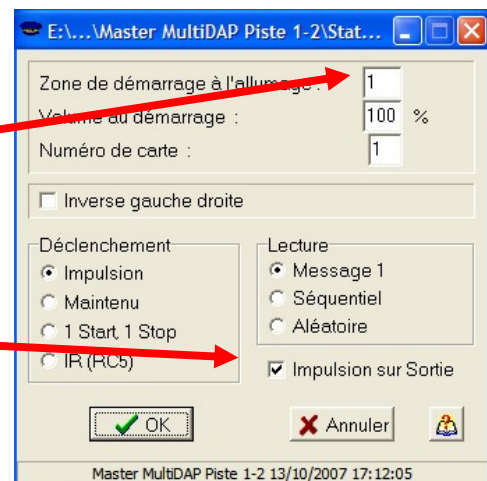 E:\...\Master MultiDAP Piste 1-2\Stat...
Zone de démarrage à l'allumage : 1
Volume au démarrage : 100 %
Numéro de carte : 1
Inverse gauche droite
Déclenchement
Impulsion
Maintenu
1 Start, 1 Stop
IR (RC5)
Lecture
Message 1
Séquentiel
Aléatoire
Impulsion sur Sortie
OK
Annuler
Master MultiDAP Piste 1-2 13/10/2007 17:12:05